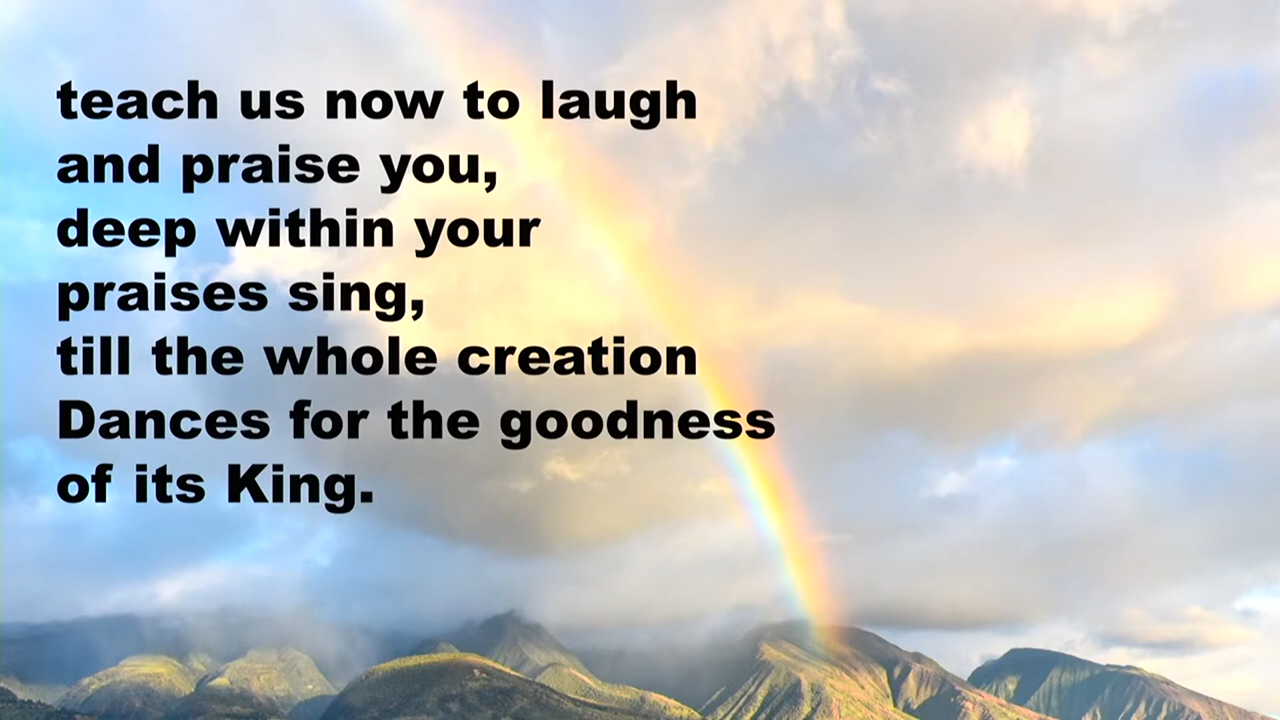 teach us now to laugh
and praise you,
deep within your
praises sing,
till the whole creation
Dances for the goodness
of its King.